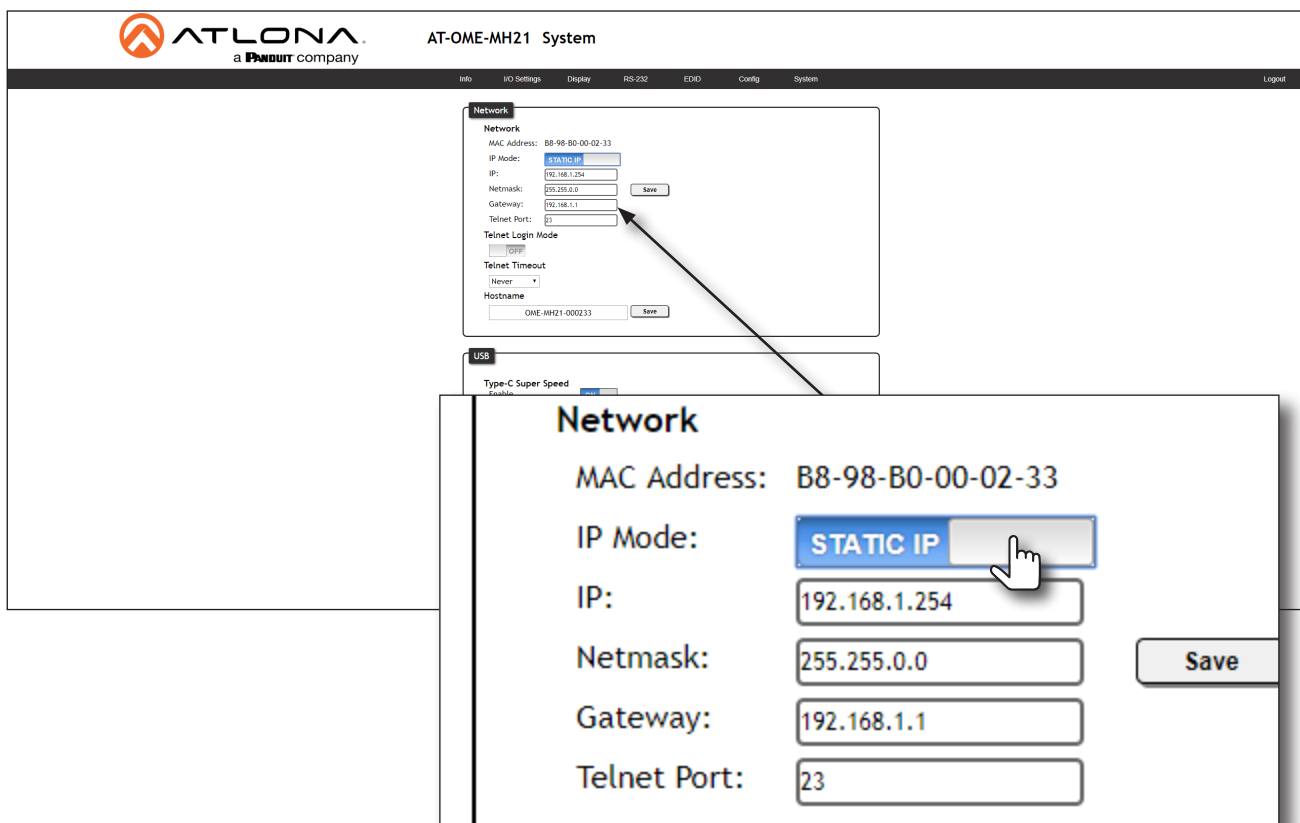 ATLONA.
a PANDUIT company
AT-OME-MH21 System
Info I/O Settings Display RS-232 EDID Config System Logout
Network
Network
MAC Address: B8-98-B0-00-02-33
IP Mode: STATIC IP
IP: 192.168.1.254
Netmask: 255.255.0.0 Save
Gateway: 192.168.1.1
Telnet Port: 23
Telnet Login Mode
OFF
Telnet Timeout
Never
Hostname
OME-MH21-000233 Save
USB
Type-C Super Speed
Enable ON
Network
MAC Address: B8-98-B0-00-02-33
IP Mode: STATIC IP
IP: 192.168.1.254
Netmask: 255.255.0.0 Save
Gateway: 192.168.1.1
Telnet Port: 23